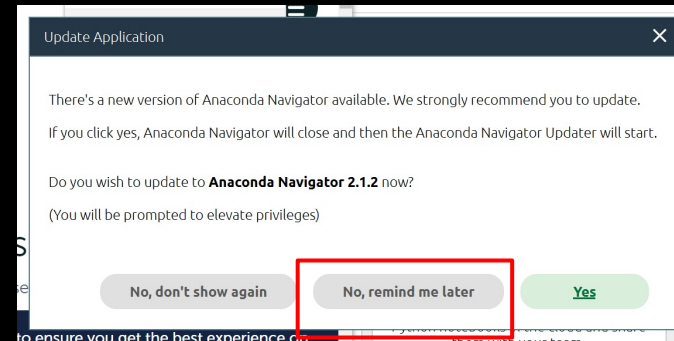 Update Application
There's a new version of Anaconda Navigator available. We strongly recommend you to update.
If you click yes, Anaconda Navigator will close and then the Anaconda Navigator Updater will start.
Do you wish to update to Anaconda Navigator 2.1.2 now?
(You will be prompted to elevate privileges)
No, don't show again
No, remind me later
Yes
to ensure you get the best experience